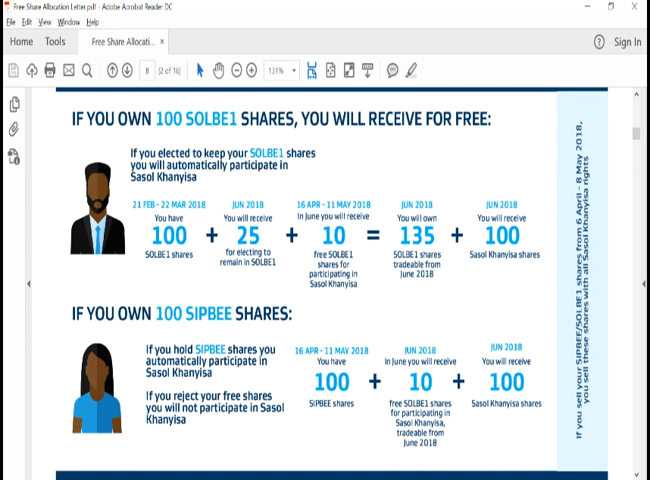 Free Share Allocation Letter.pdf - Adobe Acrobat Reader DC
File Edit View Window Help
Home Tools Free Share Allocati... × ? Sign In
8 (2 of 16) 131%
IF YOU OWN 100 SOLBE1 SHARES, YOU WILL RECEIVE FOR FREE:
If you elected to keep your SOLBE1 shares
you will automatically participate in
Sasol Khanyisa
21 FEB - 22 MAR 2018 JUN 2018 16 APR - 11 MAY 2018 JUN 2018 JUN 2018
You have You will receive In June you will receive You will own You will receive
100 + 25 + 10 = 135 + 100
SOLBE1 shares for electing to free SOLBE1 SOLBE1 shares Sasol Khanyisa shares
remain in SOLBE1 shares for tradeable from
participating in June 2018
Sasol Khanyisa
IF YOU OWN 100 SIPBEE SHARES:
If you hold SIPBEE shares you
automatically participate in
Sasol Khanyisa
If you reject your free shares
you will not participate in Sasol
Khanyisa
16 APR - 11 MAY 2018 JUN 2018 JUN 2018
You have In June you will receive You will receive
100 + 10 + 100
SIPBEE shares free SOLBE1 shares Sasol Khanyisa shares
for participating in
Sasol Khanyisa,
tradeable from
June 2018
If you sell your SIPBEE/SOLBE1 shares from 6 April - 8 May 2018,
you sell these shares with all Sasol Khanyisa rights